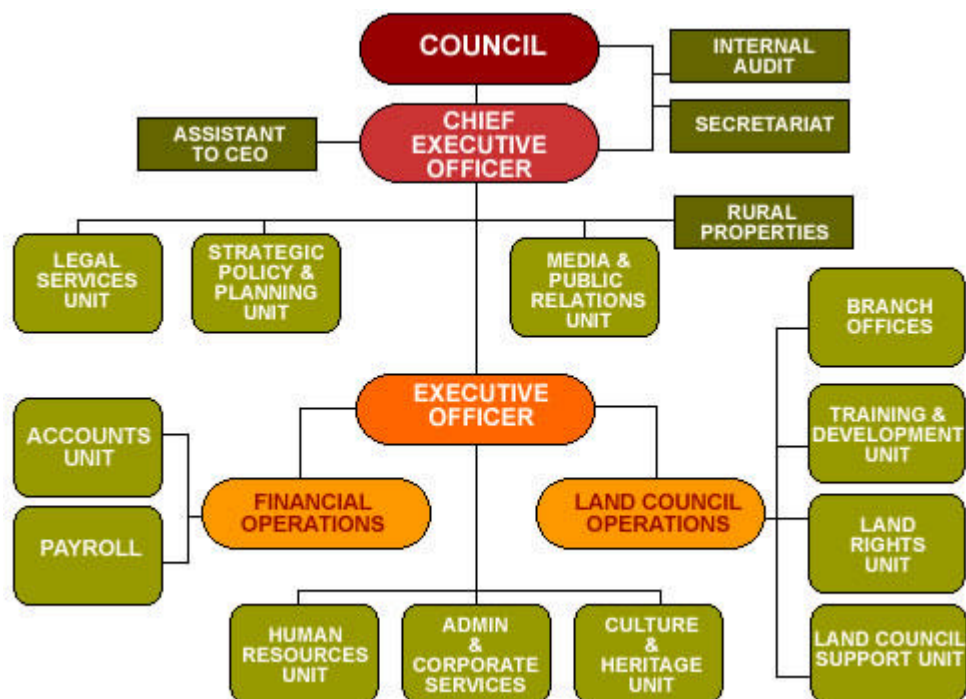 COUNCIL
INTERNAL
AUDIT
CHIEF
EXECUTIVE
OFFICER
SECRETARIAT
ASSISTANT
TO CEO
RURAL
PROPERTIES
LEGAL
SERVICES
UNIT
STRATEGIC
POLICY &
PLANNING
UNIT
MEDIA &
PUBLIC
RELATIONS
UNIT
BRANCH
OFFICES
EXECUTIVE
OFFICER
ACCOUNTS
UNIT
TRAINING &
DEVELOPMENT
UNIT
FINANCIAL
OPERATIONS
LAND COUNCIL
OPERATIONS
PAYROLL
LAND
RIGHTS
UNIT
HUMAN
RESOURCES
UNIT
ADMIN
&
CORPORATE
SERVICES
CULTURE
&
HERITAGE
UNIT
LAND COUNCIL
SUPPORT UNIT